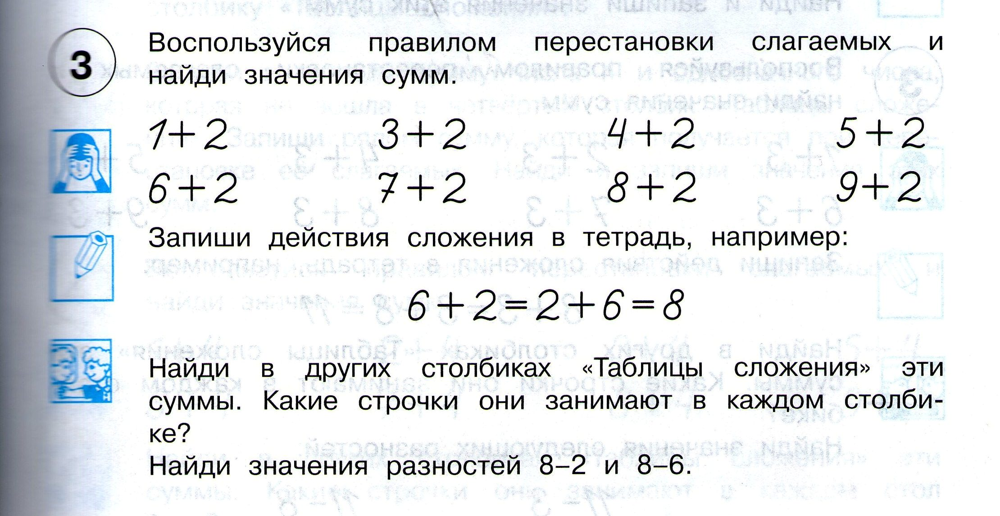 3
Воспользуйся правилом перестановки слагаемых и
найди значения сумм.
1+2 3+2 4+2 5+2
6+2 7+2 8+2 9+2
Запиши действия сложения в тетрадь, например:
6+2=2+6=8
Найди в других столбиках «Таблицы сложения» эти
суммы. Какие строчки они занимают в каждом столби-
ке?
Найди значения разностей 8–2 и 8–6.